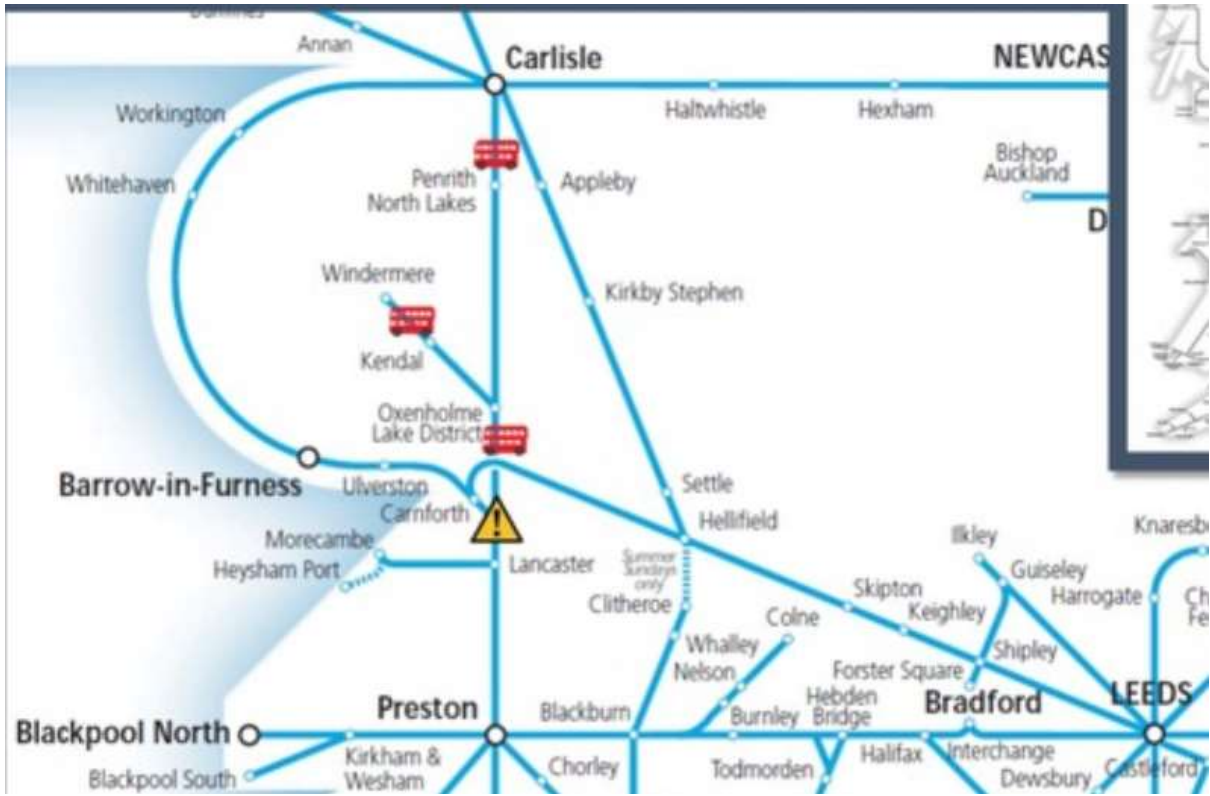 Annan
Carlisle
NEWCAS
Workington
Haltwhistle
Hexham
Bishop
Auckland
Whitehaven
Penrith
North Lakes
Appleby
D
Windermere
Kirkby Stephen
Kendal
Oxenholme
Lake District
Barrow-in-Furness
Ulverston
Settle
Carnforth
Hellifield
Morecambe
Heysham Port
Lancaster
Summer
Sundays
only
Ilkley
Knaresb
Guiseley
Clitheroe
Skipton
Harrogate
Ch
Fe
Keighley
Colne
Whalley
Shipley
Nelson
Forster Square
Hebden
Bridge
Bradford
LEEDS
Preston
Blackburn
Burnley
Blackpool North
Kirkham &
Wesham
Halifax
Interchange
Blackpool South
Chorley
Todmorden
Dewsbury
Castleford